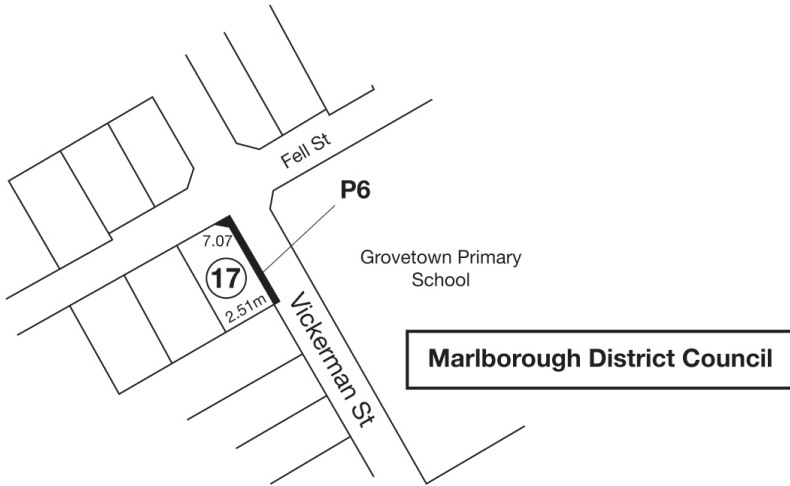 Fell St
P6
7.07
Grovetown Primary
School
17
2.51m
Vickerman St
Marlborough District Council